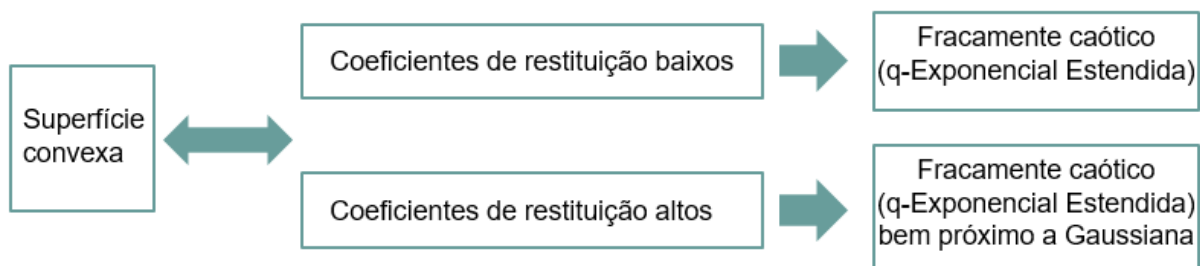 Superfície
convexa
Coeficientes de restituição baixos
Fracamente caótico
(q-Exponencial Estendida)
Coeficientes de restituição altos
Fracamente caótico
(q-Exponencial Estendida)
bem próximo a Gaussiana